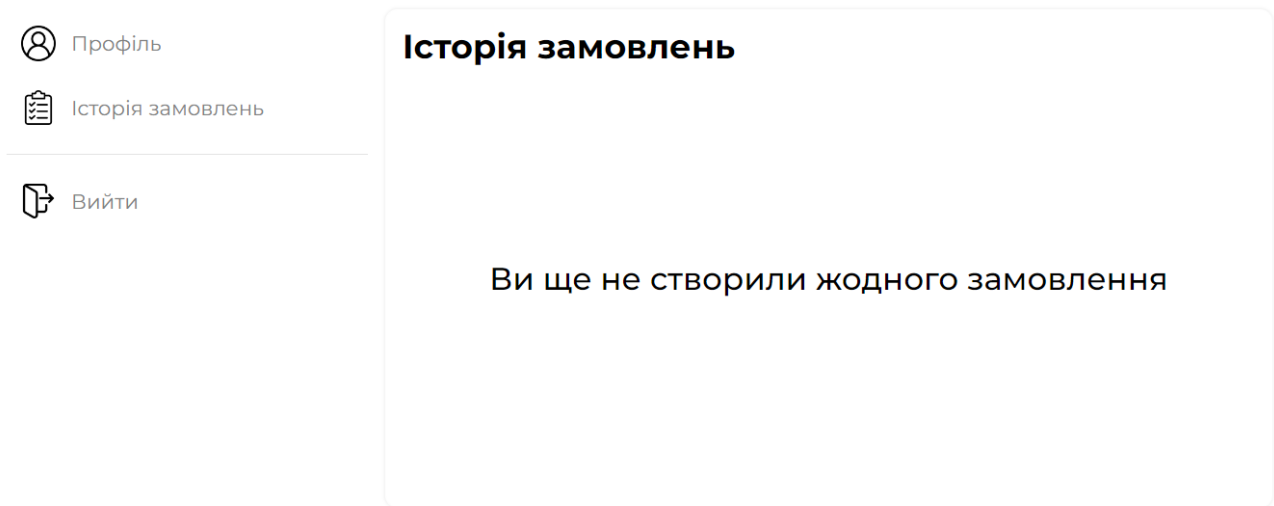 Профіль
Історія замовлень
Вийти
Історія замовлень
Ви ще не створили жодного замовлення